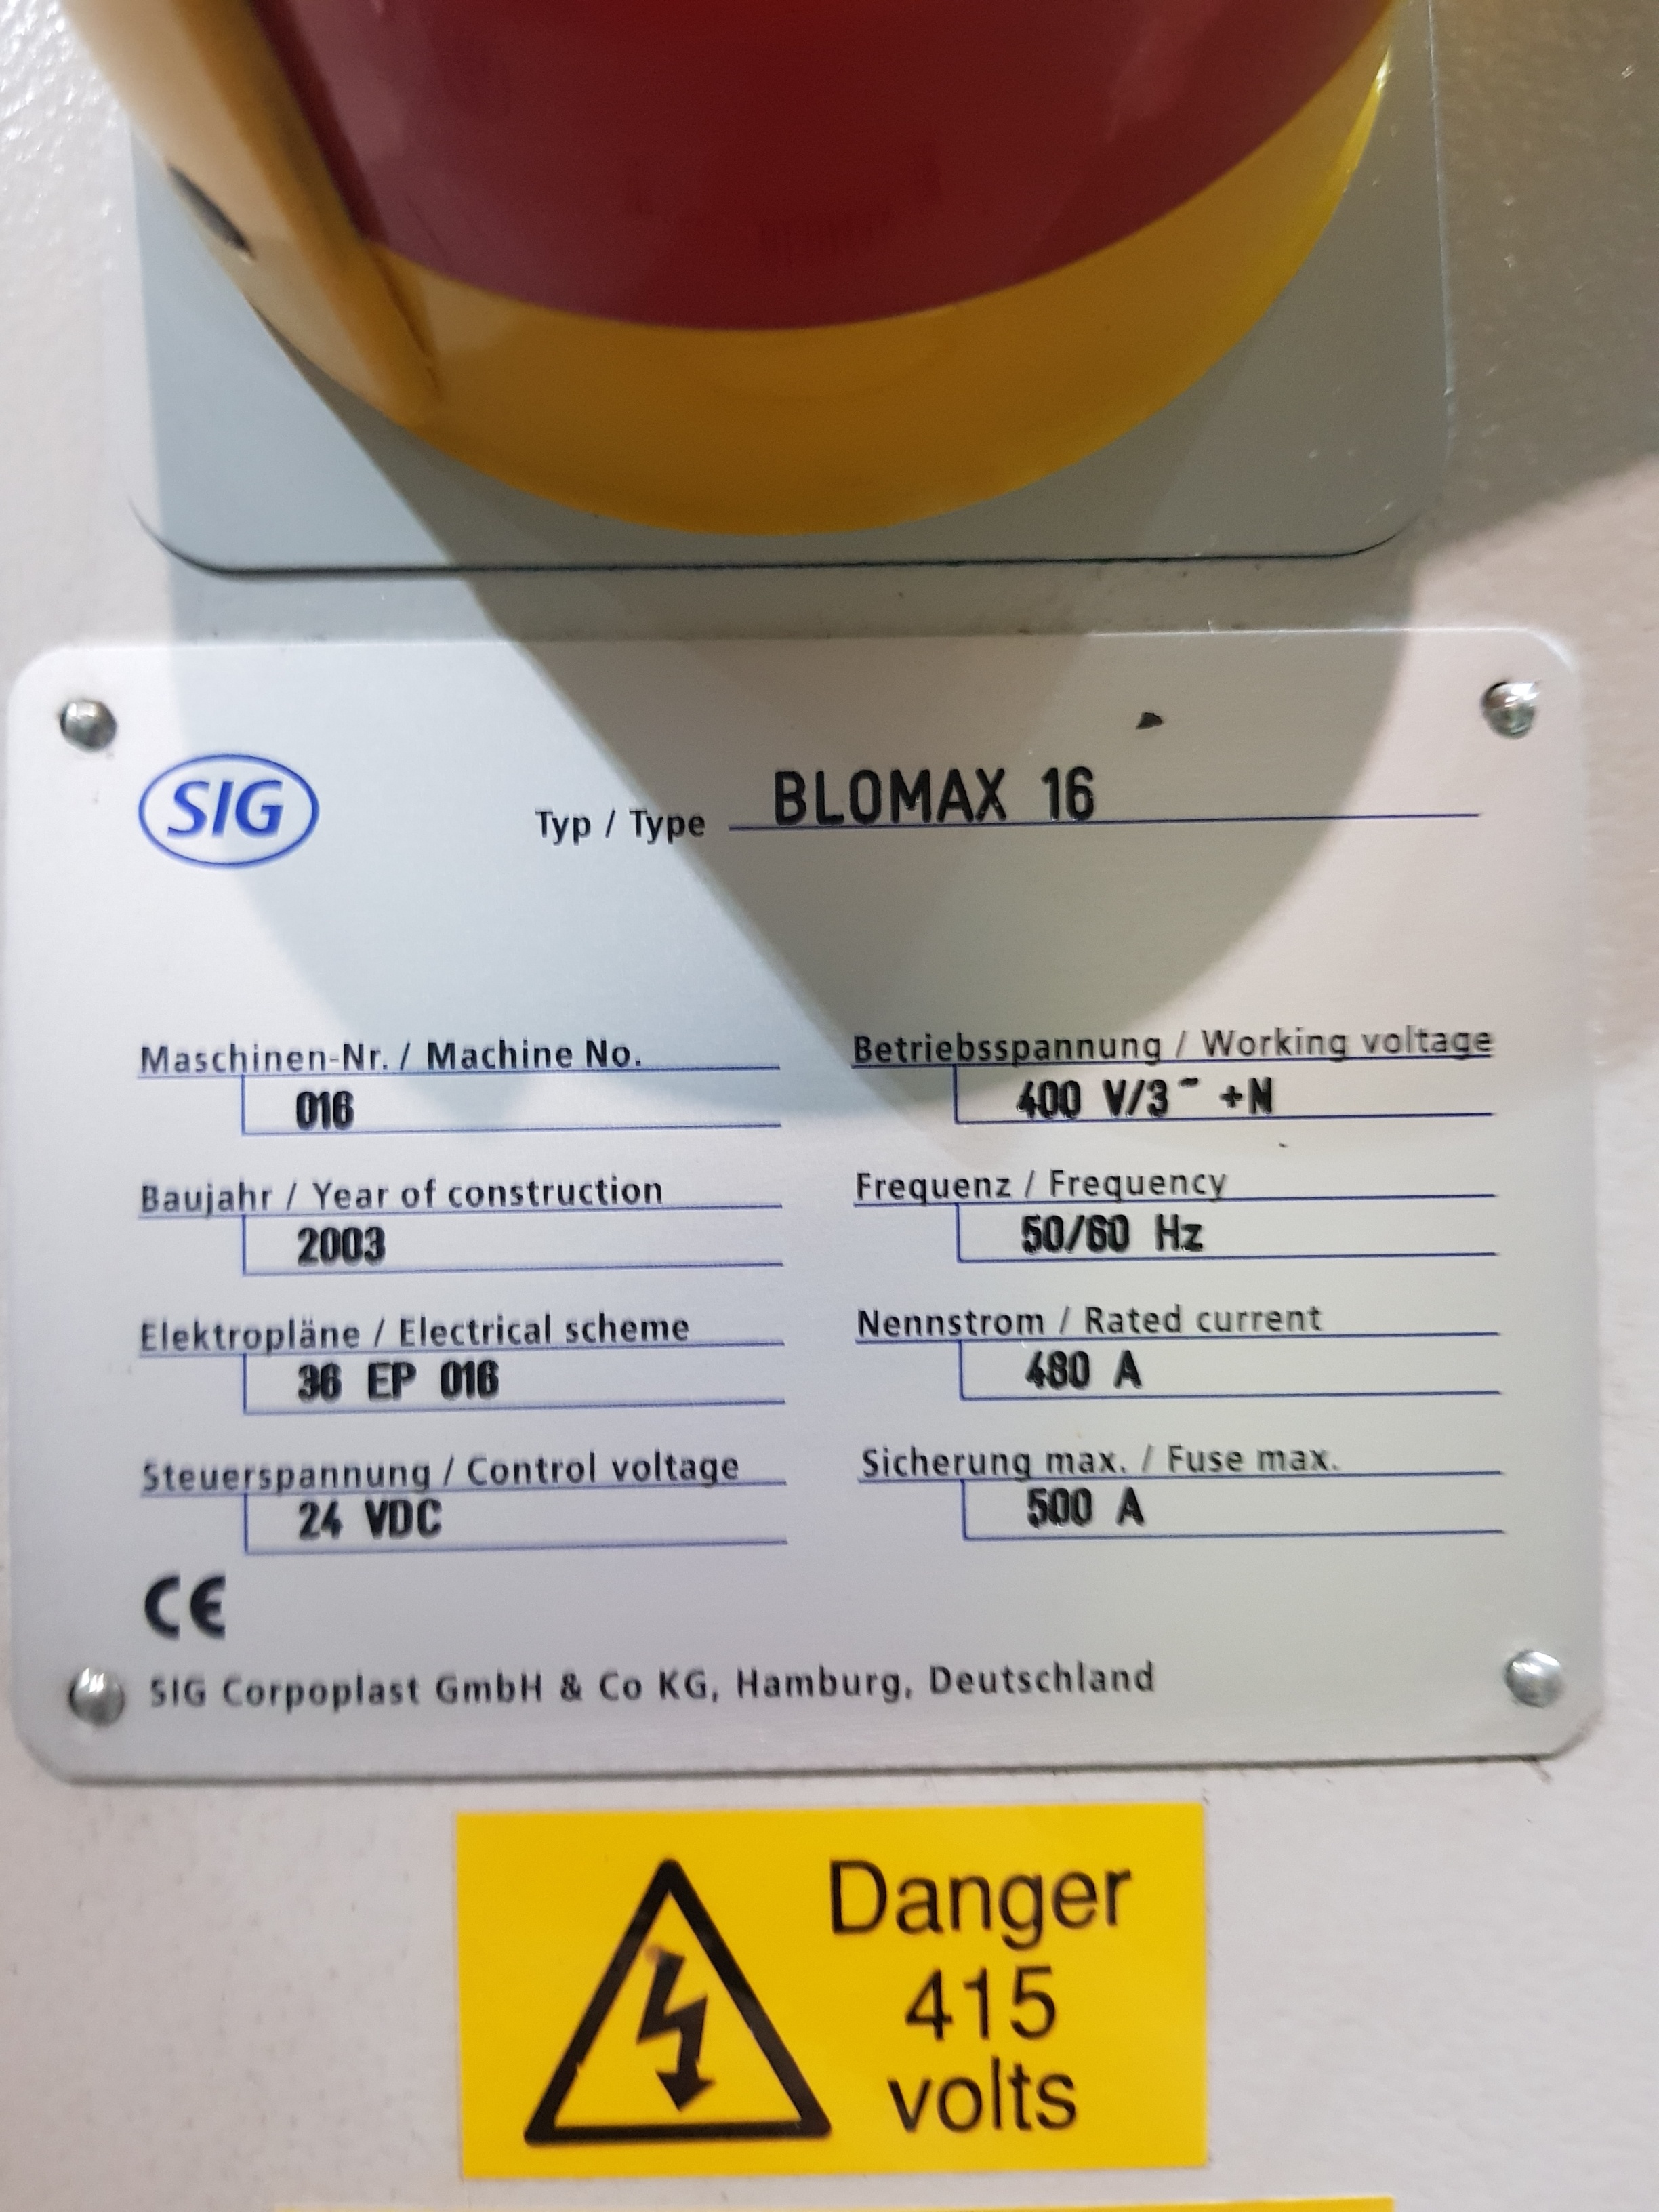 SIG
Typ / Type BLOMAX 16
Maschinen-Nr. / Machine No.
016
Baujahr / Year of construction
2003
Elektropläne / Electrical scheme
36 EP 016
Steuerspannung / Control voltage
24 VDC
Betriebsspannung / Working voltage
400 V/3~ +N
Frequenz / Frequency
50/60 Hz
Nennstrom / Rated current
480 A
Sicherung max. / Fuse max.
500 A
CE
SIG Corpoplast GmbH & Co KG, Hamburg, Deutschland
Danger
415
volts